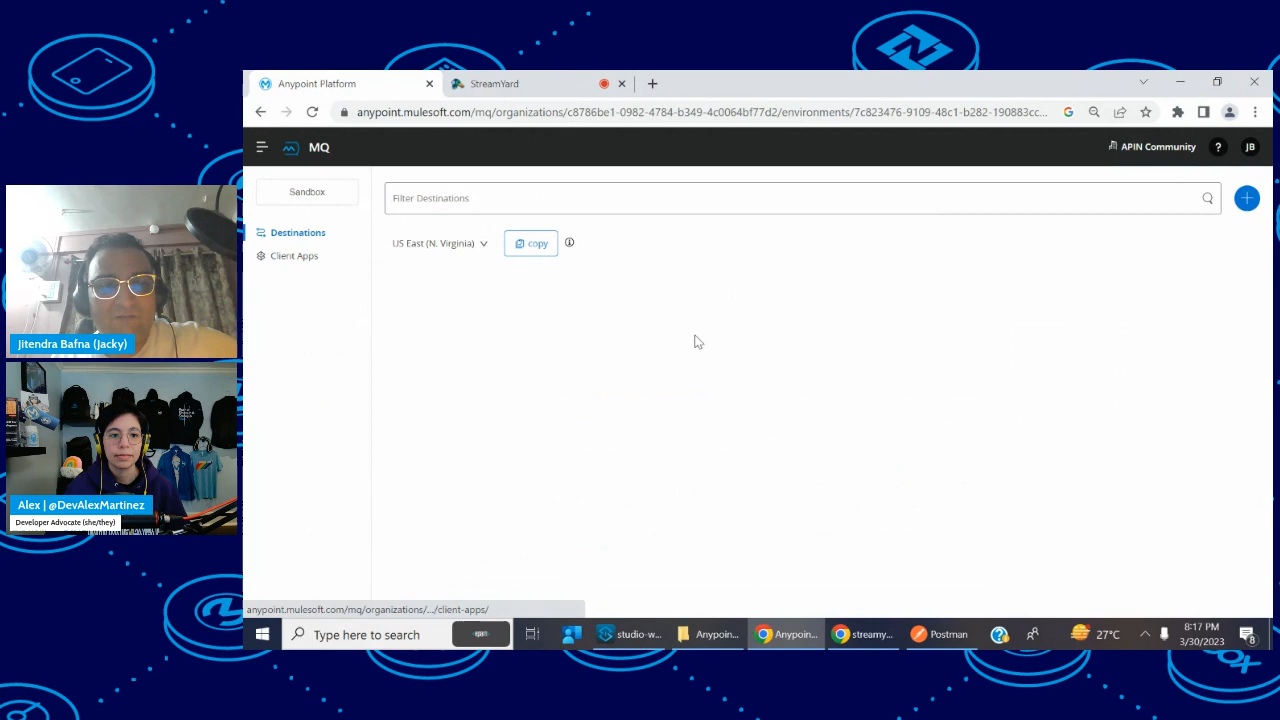 Anypoint Platform
StreamYard
anypoint.mulesoft.com/mq/organizations/c8786be1-0982-4784-b349-4c0064bf77d2/environments/7c823476-9109-48c1-b282-190883cc...
MQ
APIN Community
?
JB
Sandbox
Filter Destinations
Destinations
US East (N. Virginia)
copy
Client Apps
Jitendra Bafna (Jacky)
Alex | @DevAlexMartinez
Developer Advocate (she/they)
anypoint.mulesoft.com/mq/organizations/.../client-apps/
Type here to search
studio-w...
Anypoin...
Anypoin...
streamy...
Postman
27°C
8:17 PM
3/30/2023
8